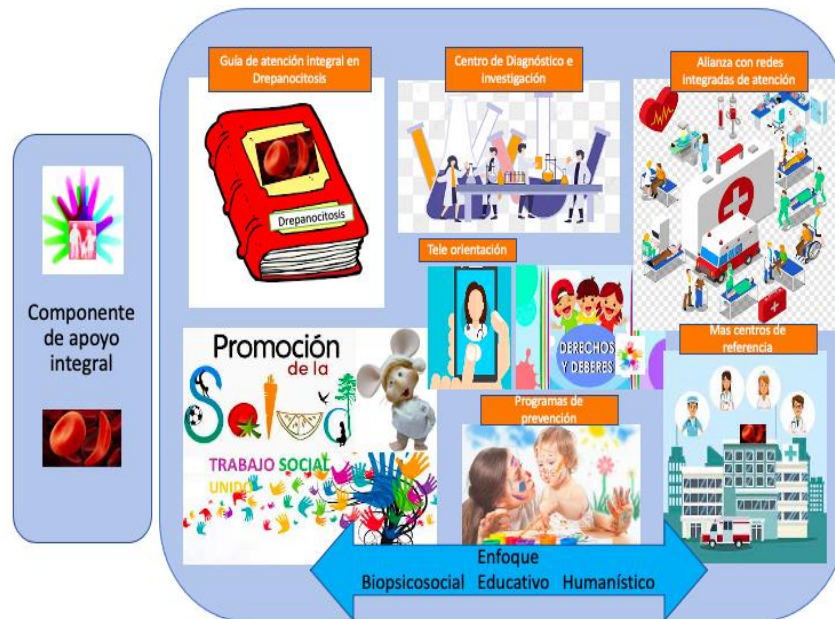 Guía de atención integral en
Drepanocitosis
Centro de Diagnóstico e
investigación
Alianza con redes
integradas de atención
Drepanocitosis
Componente
de apoyo
integral
Tele orientación
DERECHOS
Y DEBERES
Mas centros de
referencia
Promoción
de la
Salud
TRABAJO SOCIAL
UNIDO
Programas de
prevención
Enfoque
Biopsicosocial Educativo Humanístico